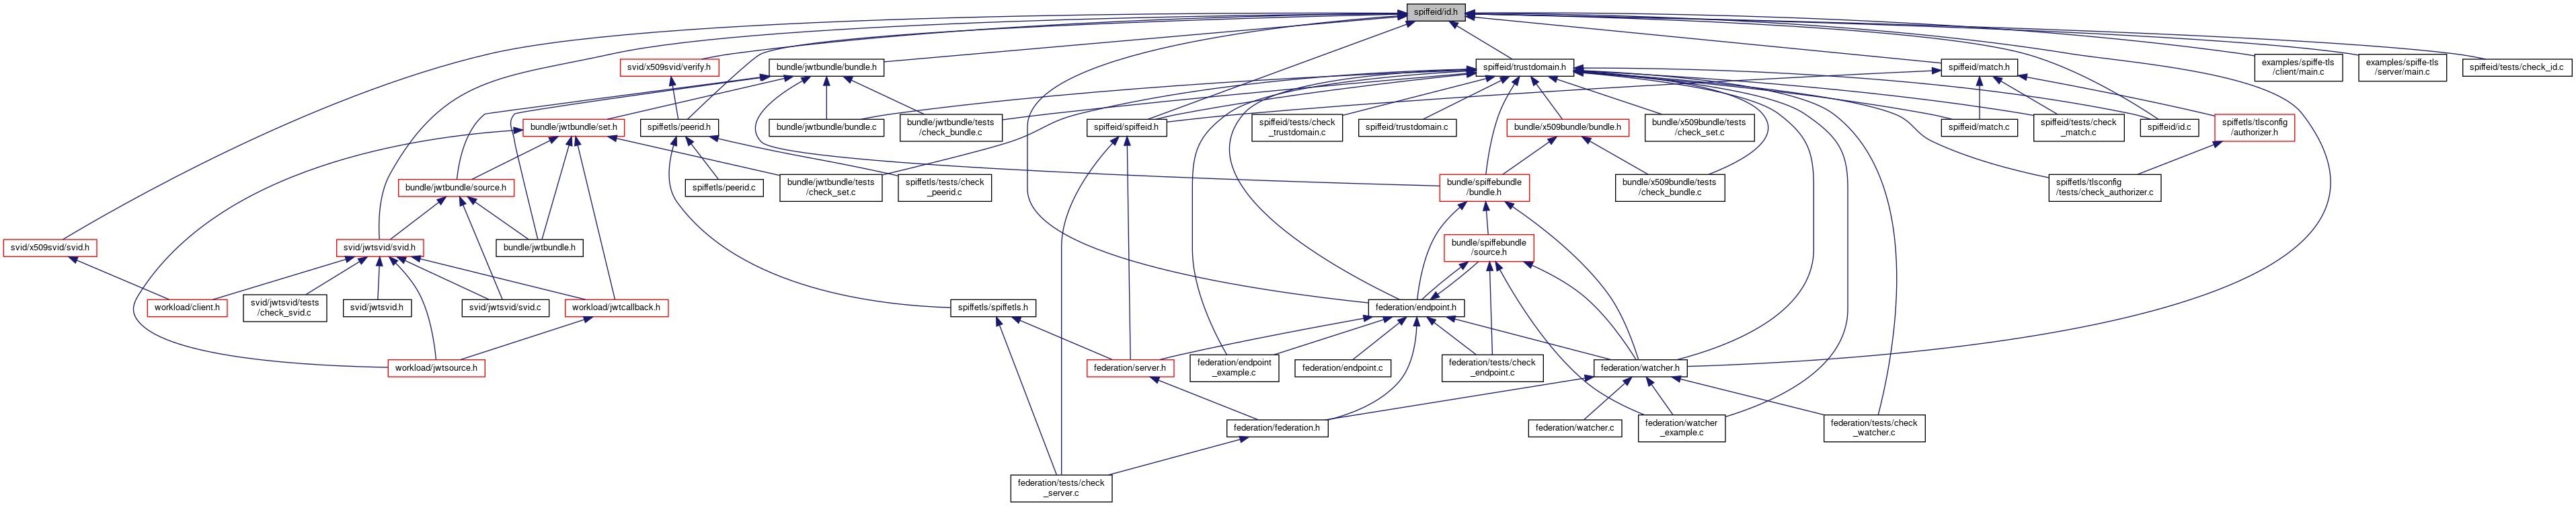 spiffeid/id.h
svid/x509svid/verify.h
bundle/jwtbundle/bundle.h
spiffeid/trustdomain.h
spiffeid/match.h
examples/spiffe-tls
/client/main.c
examples/spiffe-tls
/server/main.c
spiffeid/tests/check_id.c
bundle/jwtbundle/set.h
spiffetls/peerid.h
bundle/jwtbundle/bundle.c
bundle/jwtbundle/tests
/check_bundle.c
spiffeid/spiffeid.h
spiffeid/tests/check
_trustdomain.c
spiffeid/trustdomain.c
bundle/x509bundle/bundle.h
bundle/x509bundle/tests
/check_set.c
spiffeid/match.c
spiffeid/tests/check
_match.c
spiffeid/id.c
spiffetls/tlsconfig
/authorizer.h
bundle/jwtbundle/source.h
spiffetls/peerid.c
bundle/jwtbundle/tests
/check_set.c
spiffetls/tests/check
_peerid.c
bundle/spiffebundle
/bundle.h
bundle/x509bundle/tests
/check_bundle.c
spiffetls/tlsconfig
/tests/check_authorizer.c
svid/x509svid/svid.h
svid/jwtsvid/svid.h
bundle/jwtbundle.h
bundle/spiffebundle
/source.h
workload/client.h
svid/jwtsvid/tests
/check_svid.c
svid/jwtsvid.h
svid/jwtsvid/svid.c
workload/jwtcallback.h
spiffetls/spiffetls.h
federation/endpoint.h
workload/jwtsource.h
federation/server.h
federation/endpoint
_example.c
federation/endpoint.c
federation/tests/check
_endpoint.c
federation/watcher.h
federation/federation.h
federation/watcher.c
federation/watcher
_example.c
federation/tests/check
_watcher.c
federation/tests/check
_server.c